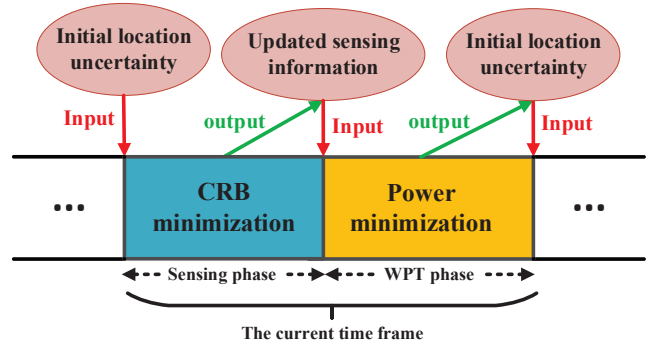 Initial location
uncertainty
Updated sensing
information
Initial location
uncertainty
Input
output
Input
output
Input
...
CRB
minimization
Power
minimization
...
Sensing phase
WPT phase
The current time frame